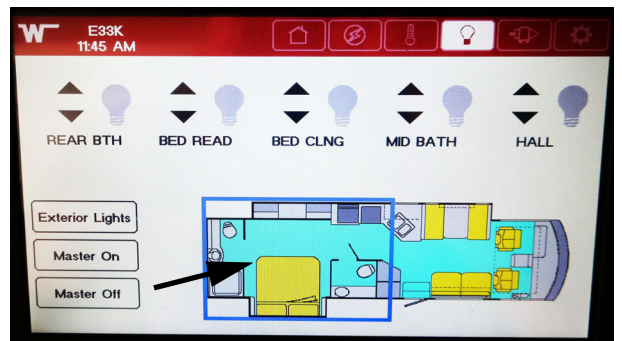 W
E33K
11:45 AM
REAR BTH
BED READ
BED CLNG
MID BATH
HALL
Exterior Lights
Master On
Master Off